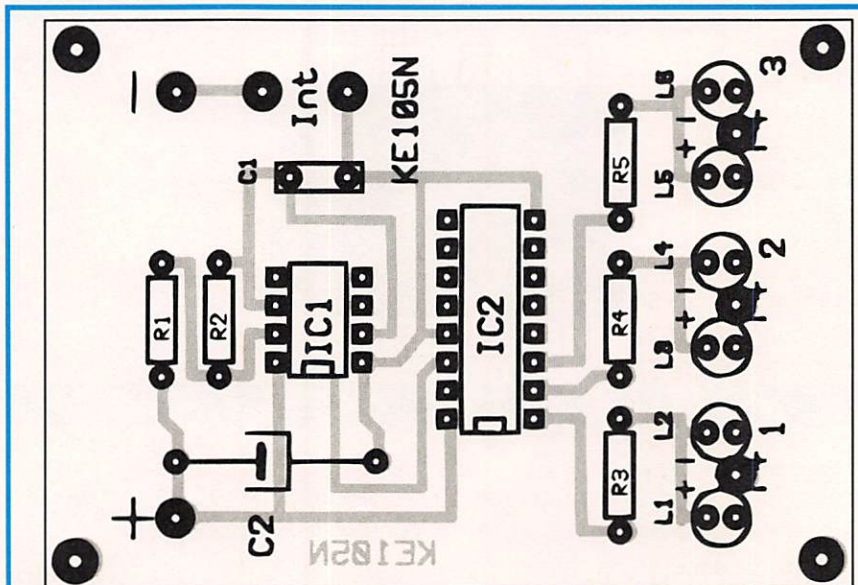 −
Int
KE105N
C1
L6
3
− +
+
R5
L5
R1
R2
IC1
IC2
R4
L4
2
− +
+
L3
+
C2
R3
L2
1
− +
+
L1
KE105N